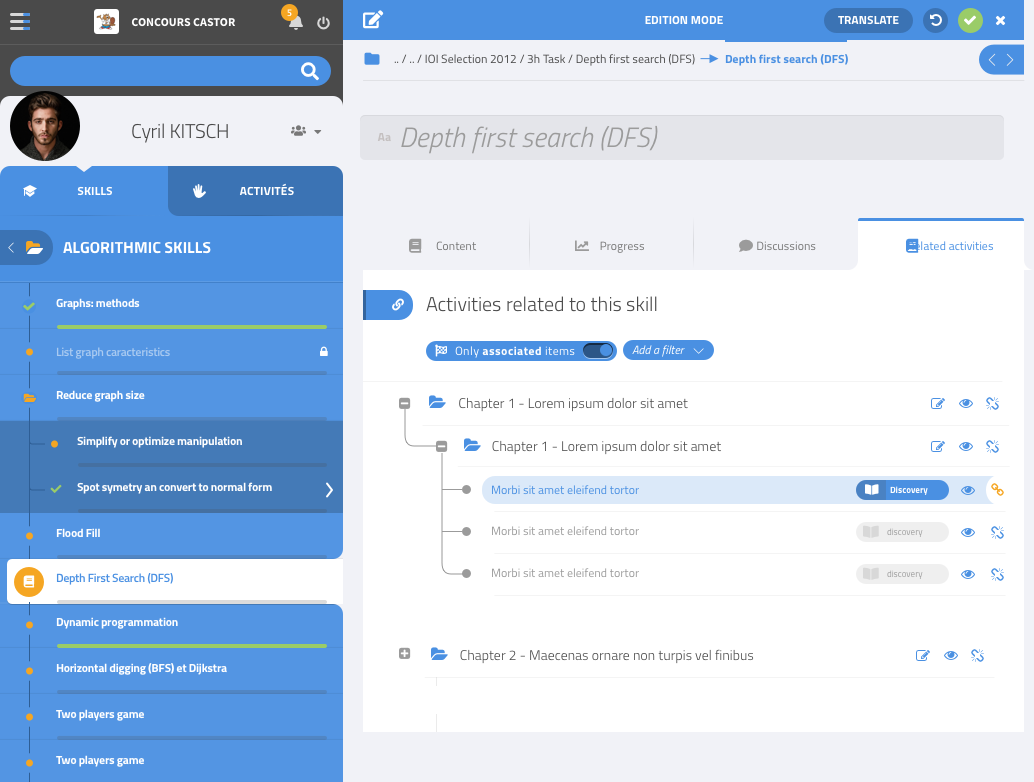 CONCOURS CASTOR
5
EDITION MODE
TRANSLATE
.. / .. / IOI Selection 2012 / 3h Task / Depth first search (DFS)
Depth first search (DFS)
Cyril KITSCH
Aa
Depth first search (DFS)
SKILLS
ACTIVITÉS
ALGORITHMIC SKILLS
Graphs: methods
List graph caracteristics
Reduce graph size
Simplify or optimize manipulation
Spot symetry an convert to normal form
Flood Fill
Depth First Search (DFS)
Dynamic programmation
Horizontal digging (BFS) et Dijkstra
Two players game
Two players game
Content
Progress
Discussions
lated activities
Activities related to this skill
Only associated items
Add a filter
Chapter 1 - Lorem ipsum dolor sit amet
Chapter 1 - Lorem ipsum dolor sit amet
Morbi sit amet eleifend tortor
Discovery
Morbi sit amet eleifend tortor
discovery
Morbi sit amet eleifend tortor
discovery
Chapter 2 - Maecenas ornare non turpis vel finibus